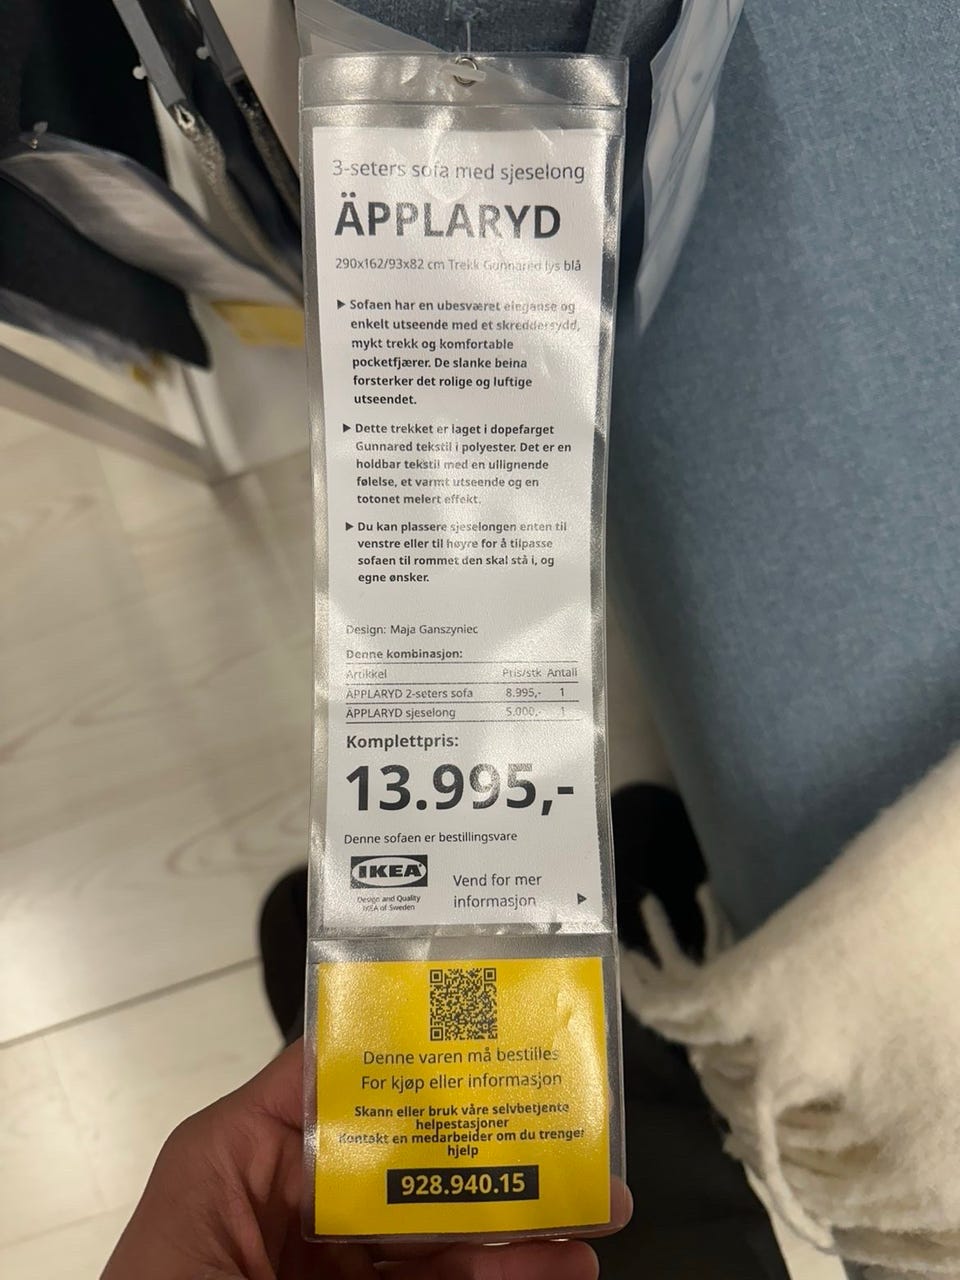 3-seters sofa med sjeselong
ÄPPLARYD
290x162/93x82 cm Trekk Gunnared lys blå
▶ Sofaen har en ubesværet eleganse og
enkelt utseende med et skreddersydd,
mykt trekk og komfortable
pocketfjærer. De slanke beina
forsterker det rolige og luftige
utseendet.
▶ Dette trekket er laget i dopefarget
Gunnared tekstil i polyester. Det er en
holdbar tekstil med en ullignende
følelse, et varmt utseende og en
totonet melert effekt.
▶ Du kan plassere sjeselongen enten til
venstre eller til høyre for å tilpasse
sofaen til rommet den skal stå i, og
egne ønsker.
Design: Maja Ganszyniec
Denne kombinasjon:
Artikkel Pris/stk Antall
ÄPPLARYD 2-seters sofa 8.995,- 1
ÄPPLARYD sjeselong 5.000,- 1
Komplettpris:
13.995,-
Denne sofaen er bestillingsvare
IKEA
Design and Quality
IKEA of Sweden
Vend for mer
informasjon ▶
Denne varen må bestilles
For kjøp eller informasjon
Skann eller bruk våre selvbetjente
helpestasjoner
Kontakt en medarbeider om du trenger
hjelp
928.940.15